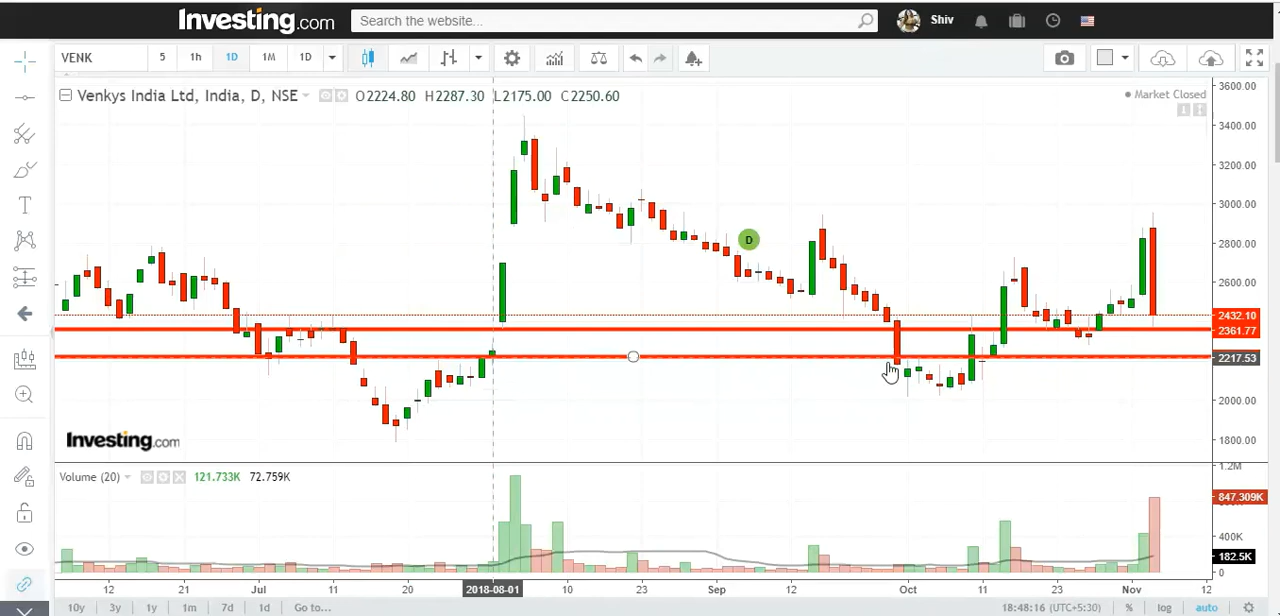 Investing.com Search the website... Shiv
VENK 5 1h 1D 1M 1D
Venkys India Ltd, India, D, NSE O2224.80 H2287.30 L2175.00 C2250.60
Market Closed
3600.00
3400.00
3200.00
3000.00
D
2800.00
2600.00
2432.10
2361.77
2217.53
2000.00
Investing.com
1800.00
1.2M
Volume (20) 121.733K 72.759K
847.309K
400K
182.5K
0
12 21 Jul 11 20 2018-08-01 10 23 Sep 12 Oct 11 23 Nov 12
10y 3y 1y 1m 7d 1d Go to... 18:48:16 (UTC+5:30) % log auto